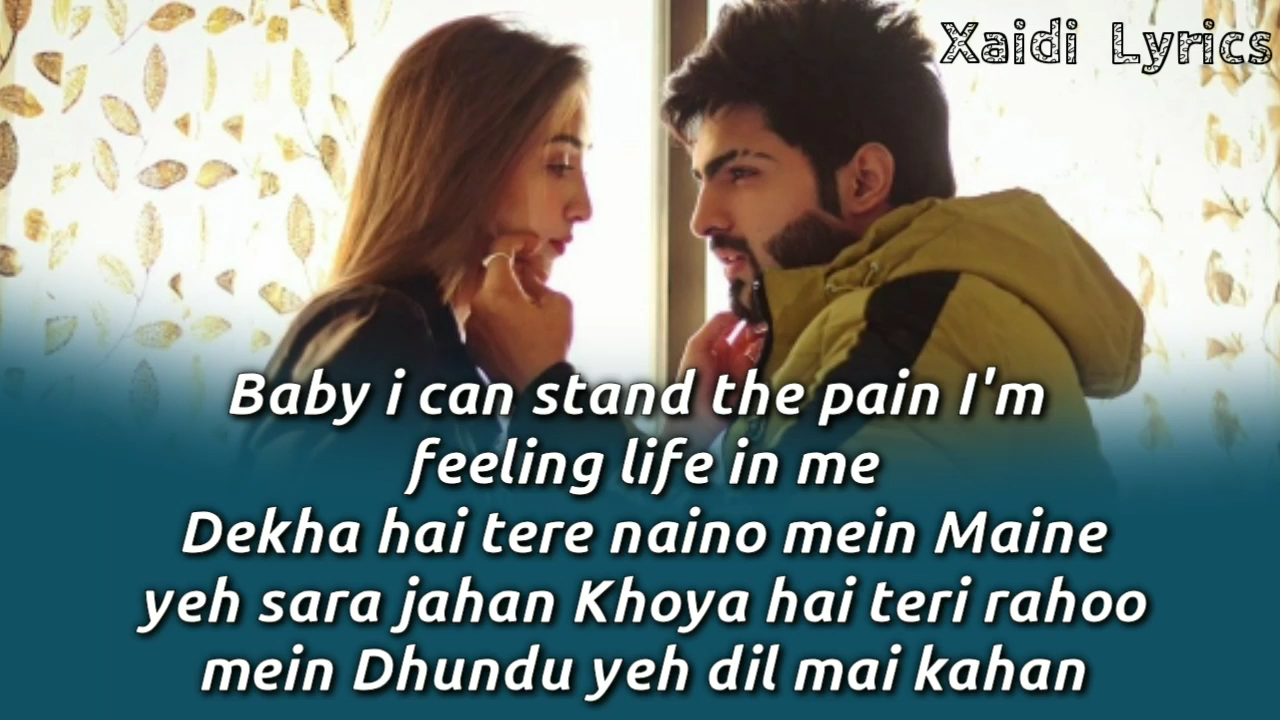 Xaidi Lyrics
Baby i can stand the pain I'm
feeling life in me
Dekha hai tere naino mein Maine
yeh sara jahan Khoya hai teri rahoo
mein Dhundu yeh dil mai kahan